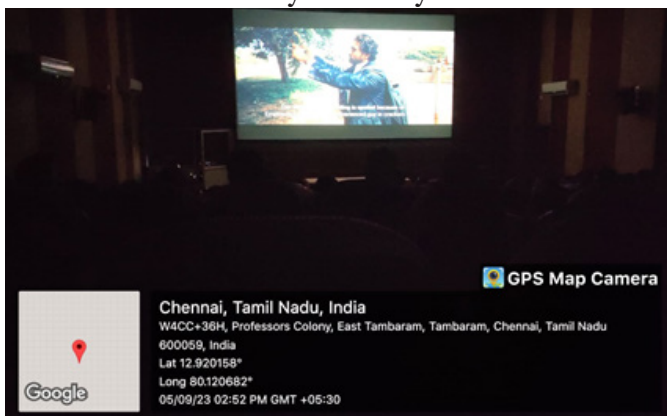 GPS Map Camera
Chennai, Tamil Nadu, India
W4CC+36H, Professors Colony, East Tambaram, Tambaram, Chennai, Tamil Nadu
600059, India
Lat 12.920158°
Long 80.120682°
05/09/23 02:52 PM GMT +05:30
Google